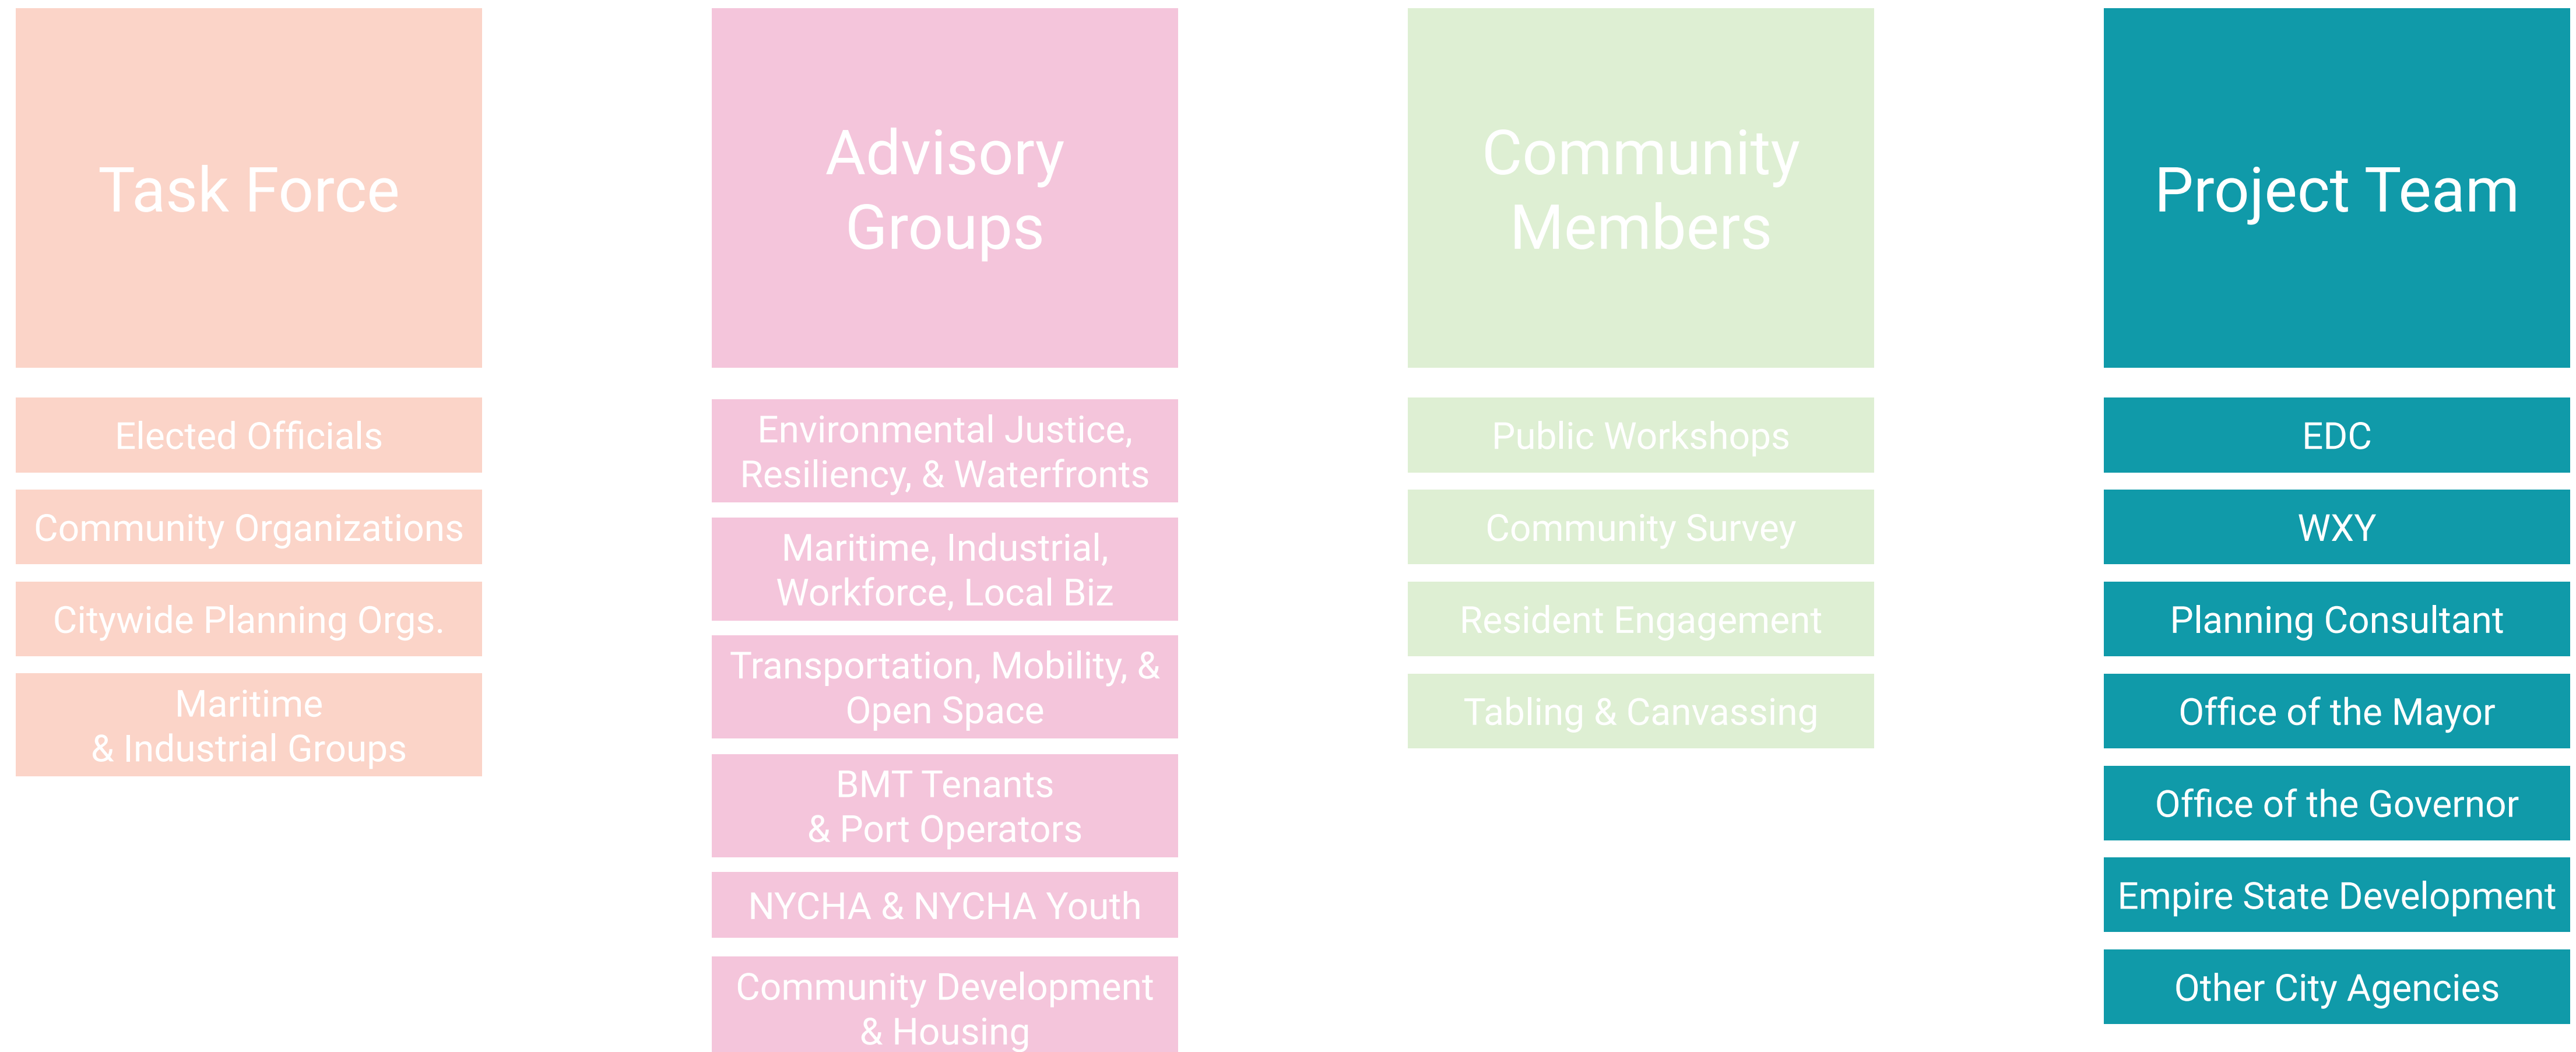 Task Force
Elected Officials
Community Organizations
Citywide Planning Orgs.
Maritime
& Industrial Groups
Advisory
Groups
Environmental Justice,
Resiliency, & Waterfronts
Maritime, Industrial,
Workforce, Local Biz
Transportation, Mobility, &
Open Space
BMT Tenants
& Port Operators
NYCHA & NYCHA Youth
Community Development
& Housing
Community
Members
Public Workshops
Community Survey
Resident Engagement
Tabling & Canvassing
Project Team
EDC
WXY
Planning Consultant
Office of the Mayor
Office of the Governor
Empire State Development
Other City Agencies